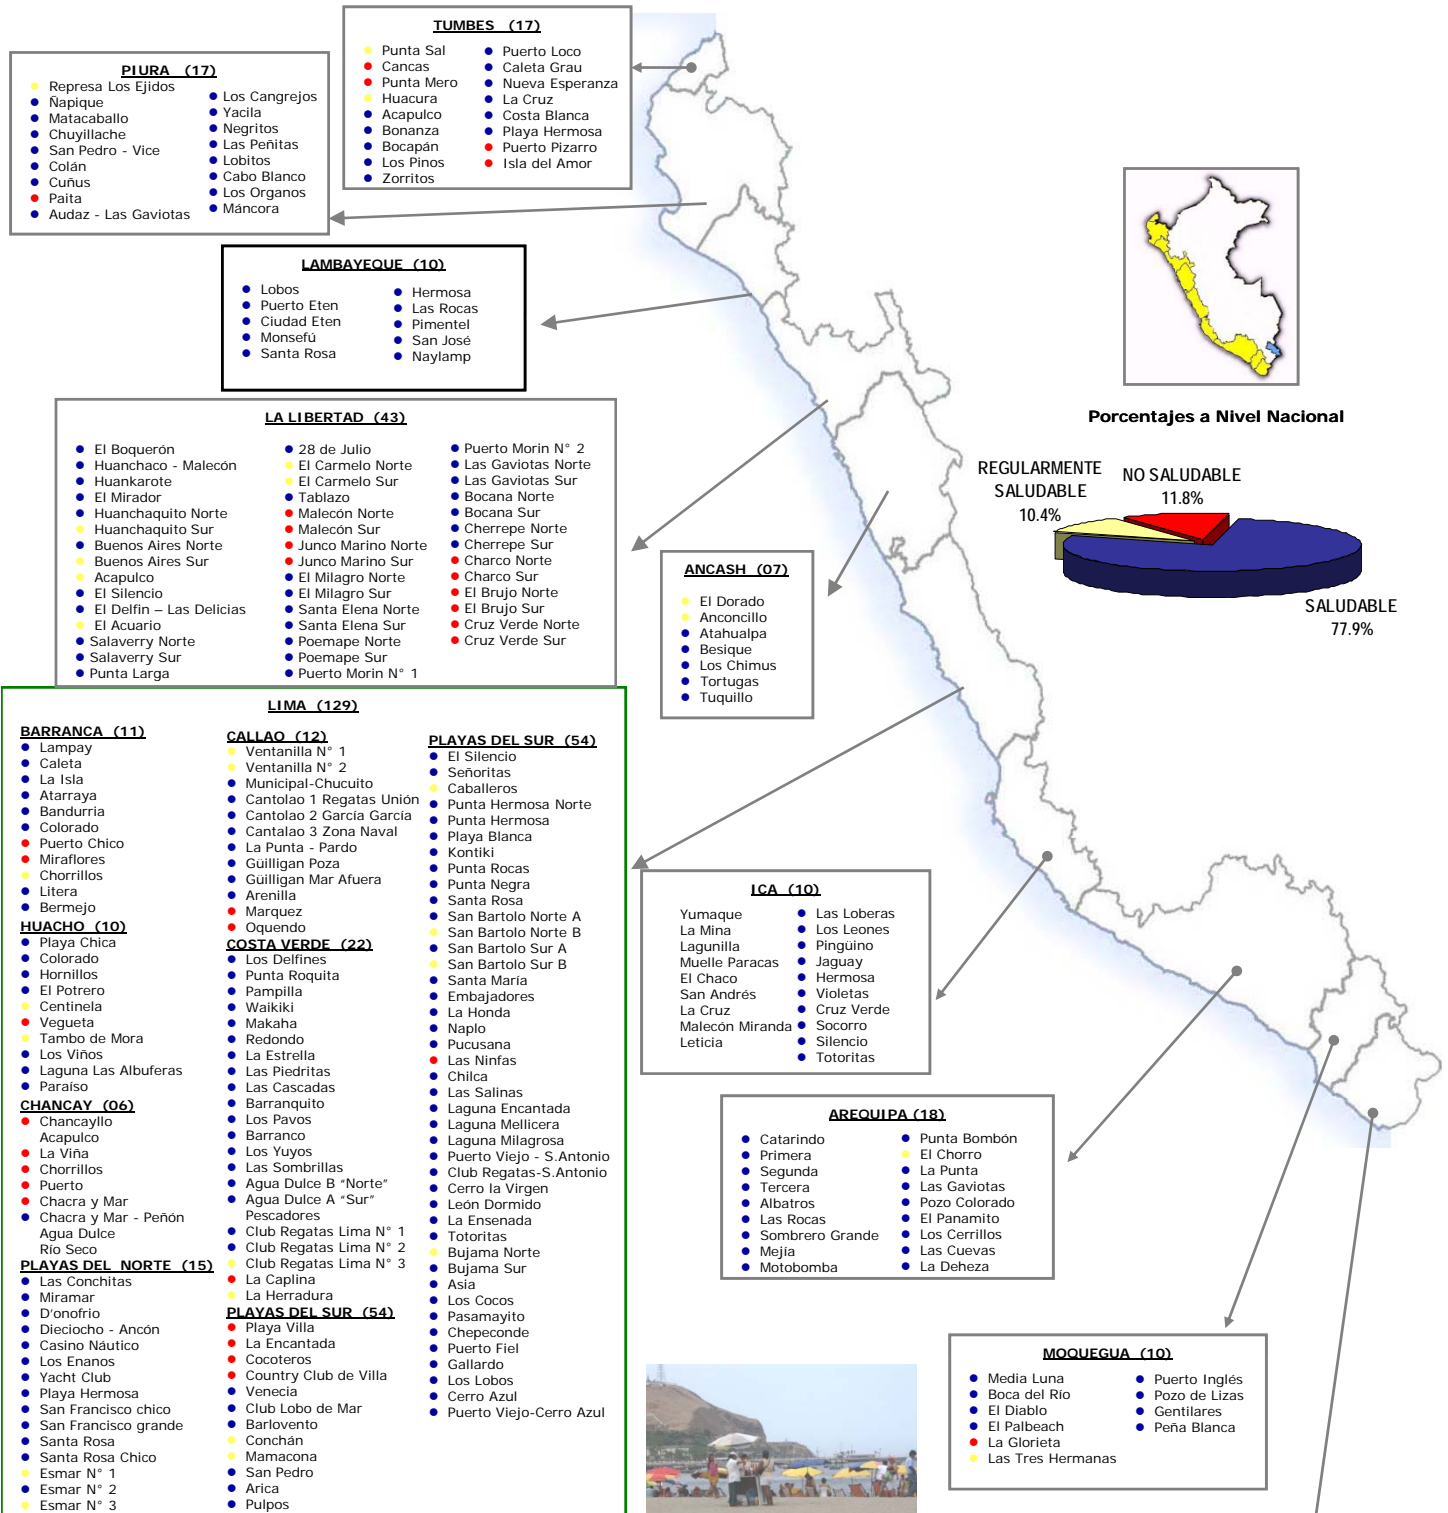 TUMBES (17)
Punta Sal
Cancas
Punta Mero
Huacura
Acapulco
Bonanza
Bocapán
Los Pinos
Zorritos
Puerto Loco
Caleta Grau
Nueva Esperanza
La Cruz
Costa Blanca
Playa Hermosa
Puerto Pizarro
Isla del Amor
PIURA (17)
Represa Los Ejidos
Ñapique
Matacaballo
Chuyillache
San Pedro - Vice
Colán
Cuñus
Paita
Audaz - Las Gaviotas
Los Cangrejos
Yacila
Negritos
Las Peñitas
Lobitos
Cabo Blanco
Los Organos
Máncora
LAMBAYEQUE (10)
Lobos
Puerto Eten
Ciudad Eten
Monsefú
Santa Rosa
Hermosa
Las Rocas
Pimentel
San José
Naylamp
LA LIBERTAD (43)
El Boquerón
Huanchaco - Malecón
Huankarote
El Mirador
Huanchaquito Norte
Huanchaquito Sur
Buenos Aires Norte
Buenos Aires Sur
Acapulco
El Silencio
El Delfin – Las Delicias
El Acuario
Salaverry Norte
Salaverry Sur
Punta Larga
28 de Julio
El Carmelo Norte
El Carmelo Sur
Tablazo
Malecón Norte
Malecón Sur
Junco Marino Norte
Junco Marino Sur
El Milagro Norte
El Milagro Sur
Santa Elena Norte
Santa Elena Sur
Poemape Norte
Poemape Sur
Puerto Morin N° 1
Puerto Morin N° 2
Las Gaviotas Norte
Las Gaviotas Sur
Bocana Norte
Bocana Sur
Cherrepe Norte
Cherrepe Sur
Charco Norte
Charco Sur
El Brujo Norte
El Brujo Sur
Cruz Verde Norte
Cruz Verde Sur
Porcentajes a Nivel Nacional
REGULARMENTE
SALUDABLE
10.4%
NO SALUDABLE
11.8%
SALUDABLE
77.9%
ANCASH (07)
El Dorado
Anconcillo
Atahualpa
Besique
Los Chimus
Tortugas
Tuquillo
LIMA (129)
BARRANCA (11)
Lampay
Caleta
La Isla
Atarraya
Bandurria
Colorado
Puerto Chico
Miraflores
Chorrillos
Litera
Bermejo
HUACHO (10)
Playa Chica
Colorado
Hornillos
El Potrero
Centinela
Vegueta
Tambo de Mora
Los Viños
Laguna Las Albuferas
Paraíso
CHANCAY (06)
Chancayllo
Acapulco
La Viña
Chorrillos
Puerto
Chacra y Mar
Chacra y Mar - Peñón
Agua Dulce
Río Seco
PLAYAS DEL NORTE (15)
Las Conchitas
Miramar
D'onofrio
Dieciocho - Ancón
Casino Náutico
Los Enanos
Yacht Club
Playa Hermosa
San Francisco chico
San Francisco grande
Santa Rosa
Santa Rosa Chico
Esmar N° 1
Esmar N° 2
Esmar N° 3
CALLAO (12)
Ventanilla N° 1
Ventanilla N° 2
Municipal-Chucuito
Cantolao 1 Regatas Unión
Cantolao 2 García García
Cantalao 3 Zona Naval
La Punta - Pardo
Güilligan Poza
Güilligan Mar Afuera
Arenilla
Marquez
Oquendo
COSTA VERDE (22)
Los Delfines
Punta Roquita
Pampilla
Waikiki
Makaha
Redondo
La Estrella
Las Piedritas
Las Cascadas
Barranquito
Los Pavos
Barranco
Los Yuyos
Las Sombrillas
Agua Dulce B "Norte"
Agua Dulce A "Sur"
Pescadores
Club Regatas Lima N° 1
Club Regatas Lima N° 2
Club Regatas Lima N° 3
La Caplina
La Herradura
PLAYAS DEL SUR (54)
Playa Villa
La Encantada
Cocoteros
Country Club de Villa
Venecia
Club Lobo de Mar
Barlovento
Conchán
Mamacona
San Pedro
Arica
Pulpos
PLAYAS DEL SUR (54)
El Silencio
Señoritas
Caballeros
Punta Hermosa Norte
Punta Hermosa
Playa Blanca
Kontiki
Punta Rocas
Punta Negra
Santa Rosa
San Bartolo Norte A
San Bartolo Norte B
San Bartolo Sur A
San Bartolo Sur B
Santa María
Embajadores
La Honda
Naplo
Pucusana
Las Ninfas
Chilca
Las Salinas
Laguna Encantada
Laguna Mellicera
Laguna Milagrosa
Puerto Viejo - S.Antonio
Club Regatas-S.Antonio
Cerro la Virgen
León Dormido
La Ensenada
Totoritas
Bujama Norte
Bujama Sur
Asia
Los Cocos
Pasamayito
Chepeconde
Puerto Fiel
Gallardo
Los Lobos
Cerro Azul
Puerto Viejo-Cerro Azul
ICA (10)
Yumaque
La Mina
Lagunilla
Muelle Paracas
El Chaco
San Andrés
La Cruz
Malecón Miranda
Leticia
Las Loberas
Los Leones
Pingüino
Jaguay
Hermosa
Violetas
Cruz Verde
Socorro
Silencio
Totoritas
AREQUIPA (18)
Catarindo
Primera
Segunda
Tercera
Albatros
Las Rocas
Sombrero Grande
Mejía
Motobomba
Punta Bombón
El Chorro
La Punta
Las Gaviotas
Pozo Colorado
El Panamito
Los Cerrillos
Las Cuevas
La Deheza
MOQUEGUA (10)
Media Luna
Boca del Río
El Diablo
El Palbeach
La Glorieta
Las Tres Hermanas
Puerto Inglés
Pozo de Lizas
Gentilares
Peña Blanca